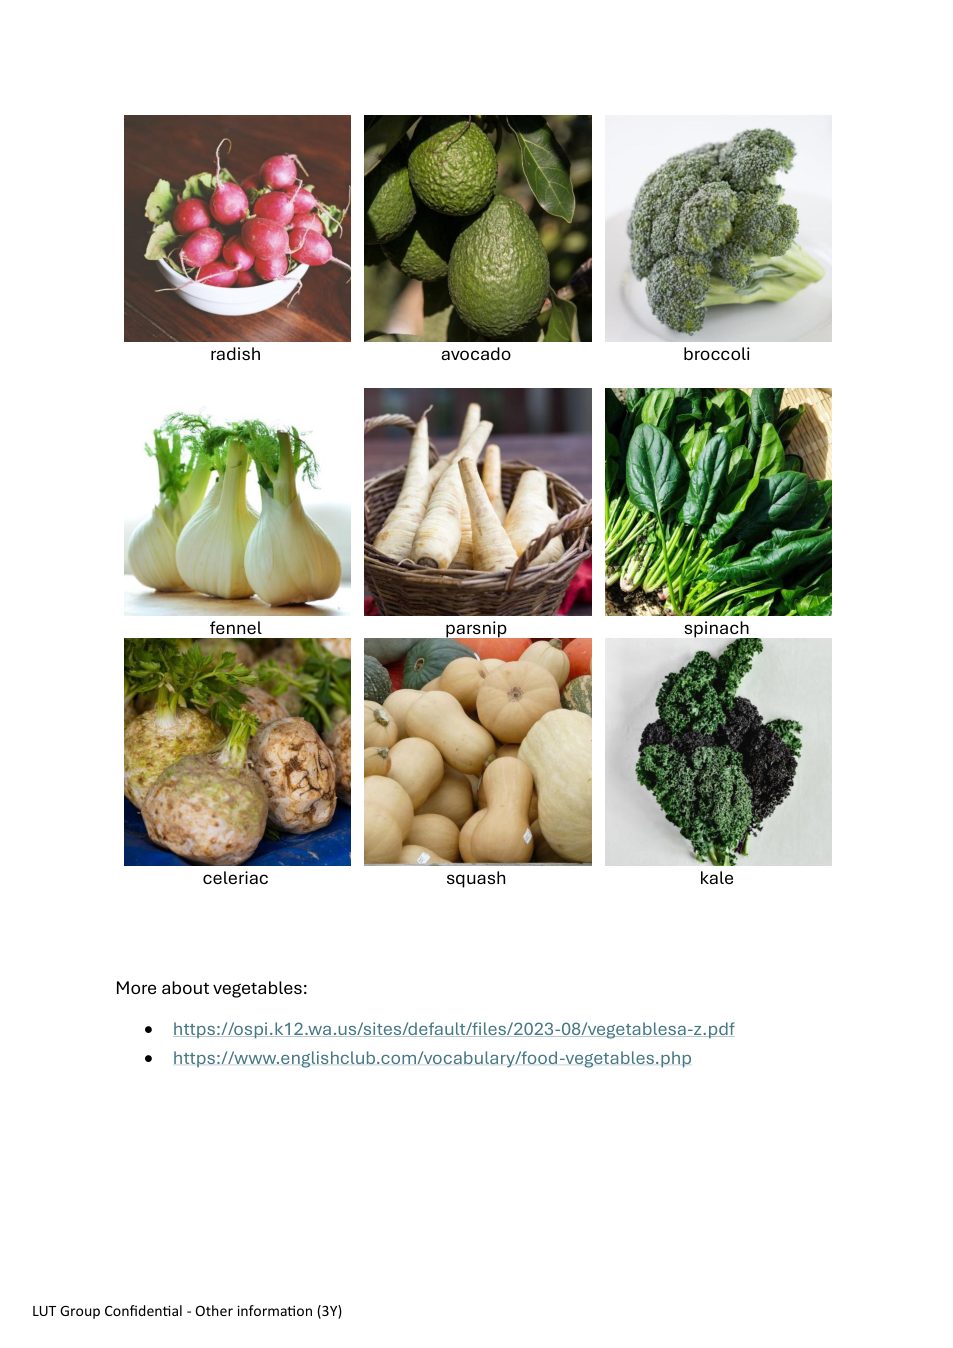 radish avocado broccoli
fennel parsnip spinach
celeriac squash kale
More about vegetables:
• https://ospi.k12.wa.us/sites/default/files/2023-08/vegetablesa-z.pdf
• https://www.englishclub.com/vocabulary/food-vegetables.php
LUT Group Confidential - Other information (3Y)